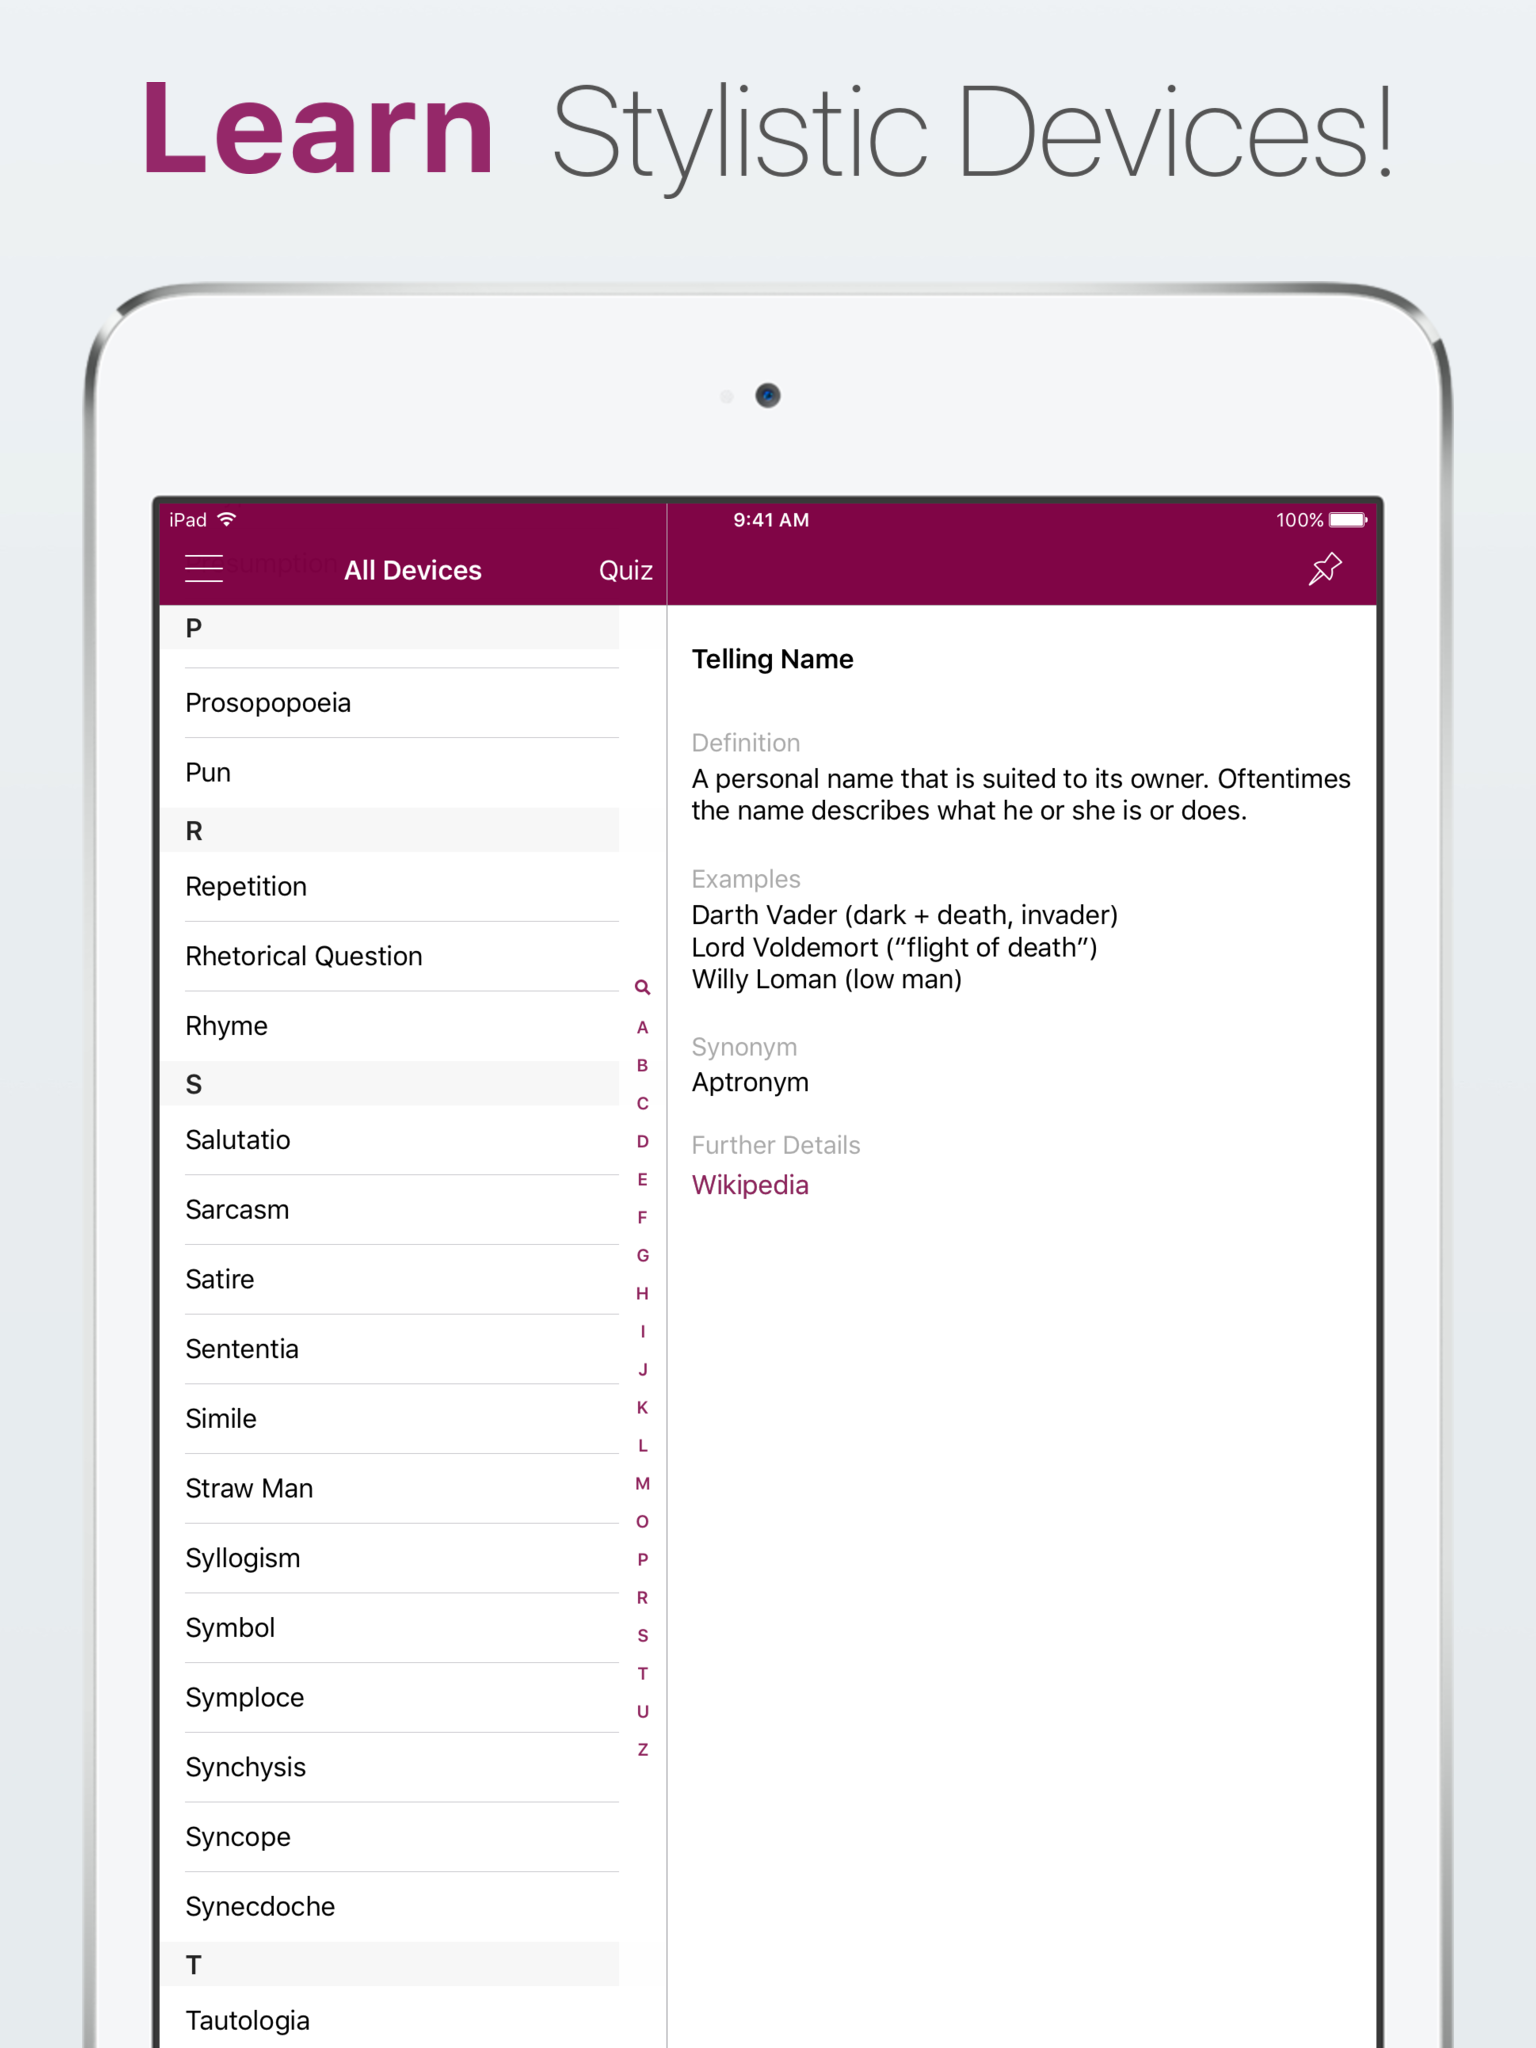 Learn Stylistic Devices!
iPad 9:41 AM 100%
All Devices Quiz
P
Prosopopoeia
Pun
R
Repetition
Rhetorical Question
Rhyme
S
Salutatio
Sarcasm
Satire
Sententia
Simile
Straw Man
Syllogism
Symbol
Symploce
Synchysis
Syncope
Synecdoche
T
Tautologia
A
B
C
D
E
F
G
H
I
J
K
L
M
O
P
R
S
T
U
Z
Telling Name
Definition
A personal name that is suited to its owner. Oftentimes
the name describes what he or she is or does.
Examples
Darth Vader (dark + death, invader)
Lord Voldemort (“flight of death”)
Willy Loman (low man)
Synonym
Aptronym
Further Details
Wikipedia